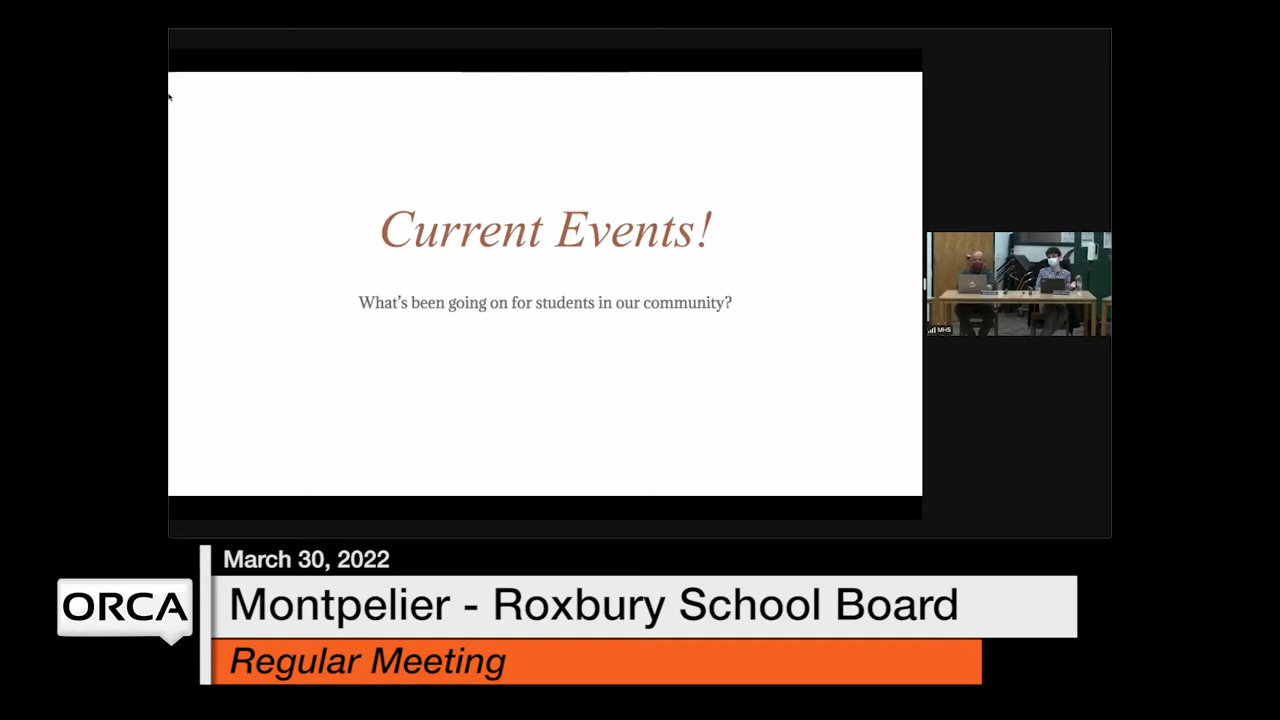 Current Events!
What's been going on for students in our community?
MHS
March 30, 2022
ORCA
Montpelier - Roxbury School Board
Regular Meeting